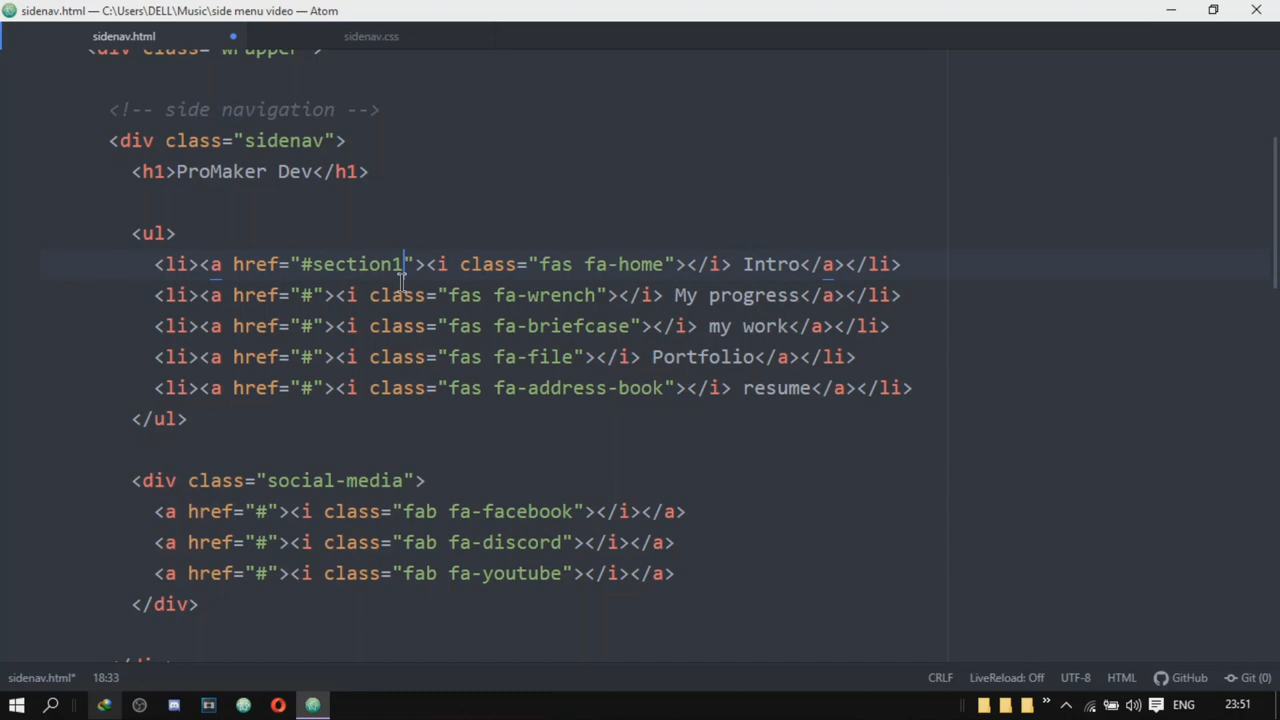 sidenav.html — C:\Users\DELL\Music\side menu video — Atom
sidenav.html sidenav.css
<div class="wrapper">
<!-- side navigation -->
<div class="sidenav">
<h1>ProMaker Dev</h1>
<ul>
<li><a href="#section1"><i class="fas fa-home"></i> Intro</a></li>
<li><a href="#"><i class="fas fa-wrench"></i> My progress</a></li>
<li><a href="#"><i class="fas fa-briefcase"></i> my work</a></li>
<li><a href="#"><i class="fas fa-file"></i> Portfolio</a></li>
<li><a href="#"><i class="fas fa-address-book"></i> resume</a></li>
</ul>
<div class="social-media">
<a href="#"><i class="fab fa-facebook"></i></a>
<a href="#"><i class="fab fa-discord"></i></a>
<a href="#"><i class="fab fa-youtube"></i></a>
</div>
</div>
sidenav.html* 18:33 CRLF LiveReload: Off UTF-8 HTML GitHub Git (0)
ENG 23:51